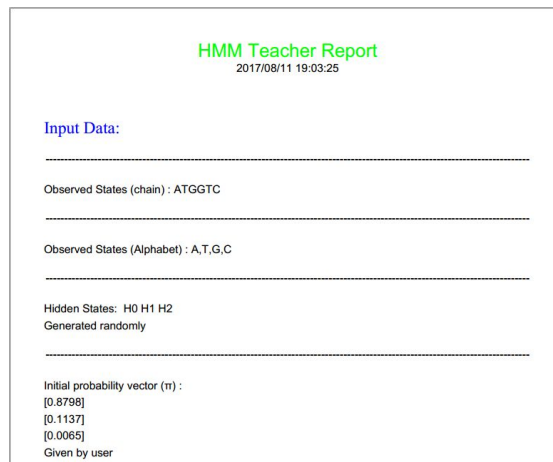 HMM Teacher Report
2017/08/11 19:03:25
Input Data:
Observed States (chain) : ATGGTC
Observed States (Alphabet) : A,T,G,C
Hidden States: H0 H1 H2
Generated randomly
Initial probability vector (π) :
[0.8798]
[0.1137]
[0.0065]
Given by user